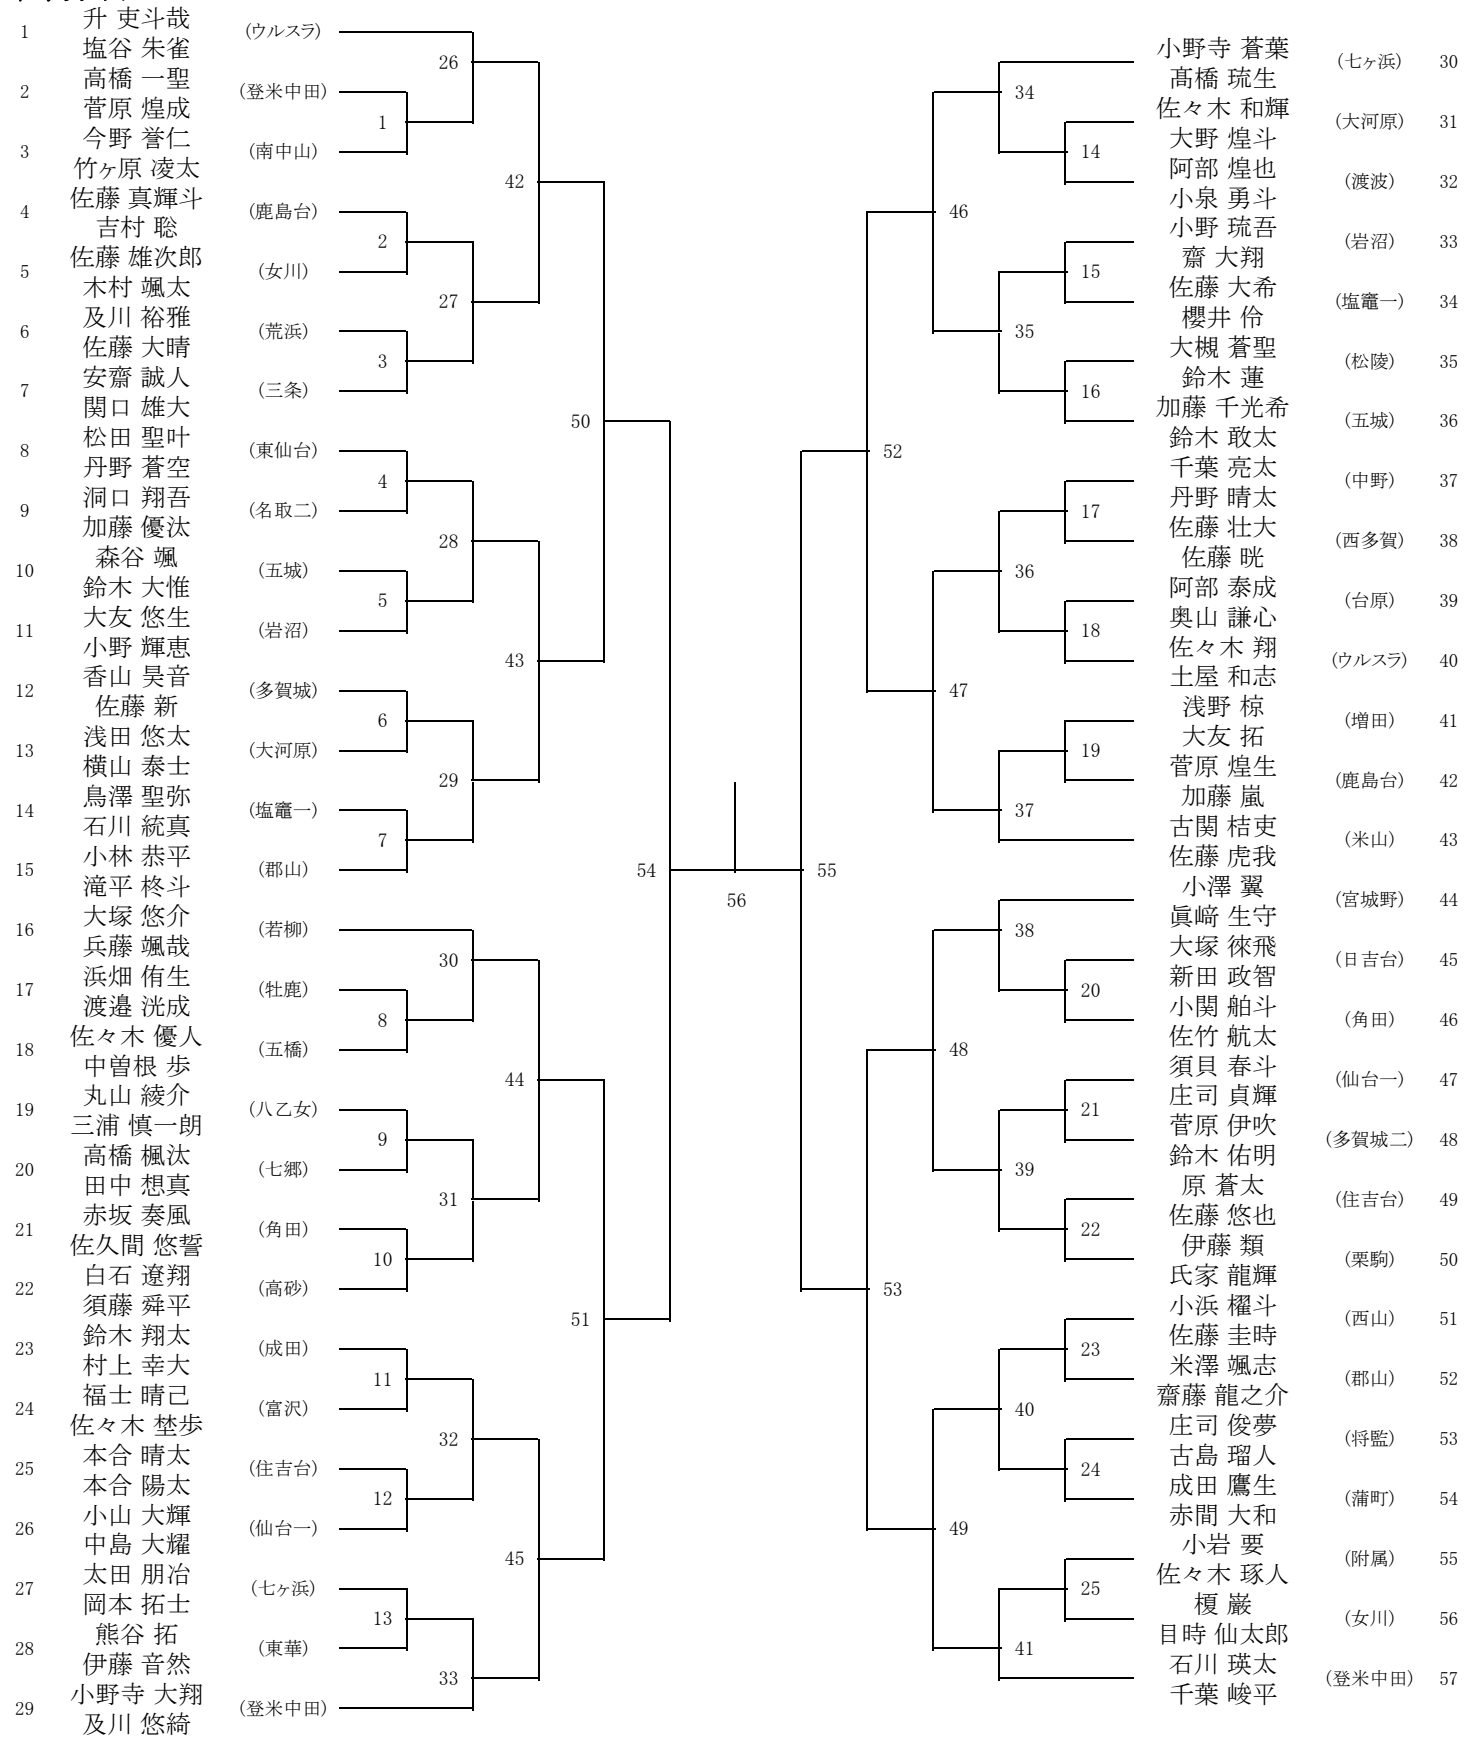 1 升 吏斗哉 (ウルスラ)
塩谷 朱雀
2 高橋 一聖 (登米中田)
菅原 煌成
3 今野 誉仁 (南中山)
竹ヶ原 凌太
4 佐藤 真輝斗 (鹿島台)
吉村 聡
5 佐藤 雄次郎 (女川)
木村 颯太
6 及川 裕雅 (荒浜)
佐藤 大晴
7 安齋 誠人 (三条)
関口 雄大
8 松田 聖叶 (東仙台)
丹野 蒼空
9 洞口 翔吾 (名取二)
加藤 優汰
10 森谷 颯 (五城)
鈴木 大惟
11 大友 悠生 (岩沼)
小野 輝恵
12 香山 昊音 (多賀城)
佐藤 新
13 浅田 悠太 (大河原)
横山 泰士
14 鳥澤 聖弥 (塩竈一)
石川 統真
15 小林 恭平 (郡山)
滝平 柊斗
16 大塚 悠介 (若柳)
兵藤 颯哉
17 浜畑 侑生 (牡鹿)
渡邉 洸成
18 佐々木 優人 (五橋)
中曽根 歩
19 丸山 綾介 (八乙女)
三浦 慎一朗
20 高橋 楓汰 (七郷)
田中 想真
21 赤坂 奏風 (角田)
佐久間 悠誓
22 白石 遼翔 (高砂)
須藤 舜平
23 鈴木 翔太 (成田)
村上 幸大
24 福士 晴己 (富沢)
佐々木 埜歩
25 本合 晴太 (住吉台)
本合 陽太
26 小山 大輝 (仙台一)
中島 大耀
27 太田 朋冶 (七ヶ浜)
岡本 拓士
28 熊谷 拓 (東華)
伊藤 音然
29 小野寺 大翔 (登米中田)
及川 悠綺
1
2
3
4
5
6
7
8
9
10
11
12
13
26
27
28
29
30
31
32
33
42
43
44
45
50
51
54
56
55
52
53
46
47
48
49
34
35
36
37
38
39
40
41
14
15
16
17
18
19
20
21
22
23
24
25
小野寺 蒼葉 (七ヶ浜) 30
髙橋 琉生
佐々木 和輝 (大河原) 31
大野 煌斗
阿部 煌也 (渡波) 32
小泉 勇斗
小野 琉吾 (岩沼) 33
齋 大翔
佐藤 大希 (塩竈一) 34
櫻井 伶
大槻 蒼聖 (松陵) 35
鈴木 蓮
加藤 千光希 (五城) 36
鈴木 敢太
千葉 亮太 (中野) 37
丹野 晴太
佐藤 壮大 (西多賀) 38
佐藤 晄
阿部 泰成 (台原) 39
奥山 謙心
佐々木 翔 (ウルスラ) 40
土屋 和志
浅野 椋 (増田) 41
大友 拓
菅原 煌生 (鹿島台) 42
加藤 嵐
古関 桔吏 (米山) 43
佐藤 虎我
小澤 翼 (宮城野) 44
眞﨑 生守
大塚 徠飛 (日吉台) 45
新田 政智
小関 舶斗 (角田) 46
佐竹 航太
須貝 春斗 (仙台一) 47
庄司 貞輝
菅原 伊吹 (多賀城二) 48
鈴木 佑明
原 蒼太 (住吉台) 49
佐藤 悠也
伊藤 類 (栗駒) 50
氏家 龍輝
小浜 櫂斗 (西山) 51
佐藤 圭時
米澤 颯志 (郡山) 52
齋藤 龍之介
庄司 俊夢 (将監) 53
古島 瑠人
成田 鷹生 (蒲町) 54
赤間 大和
小岩 要 (附属) 55
佐々木 琢人
榎 巌 (女川) 56
目時 仙太郎
石川 瑛太 (登米中田) 57
千葉 峻平